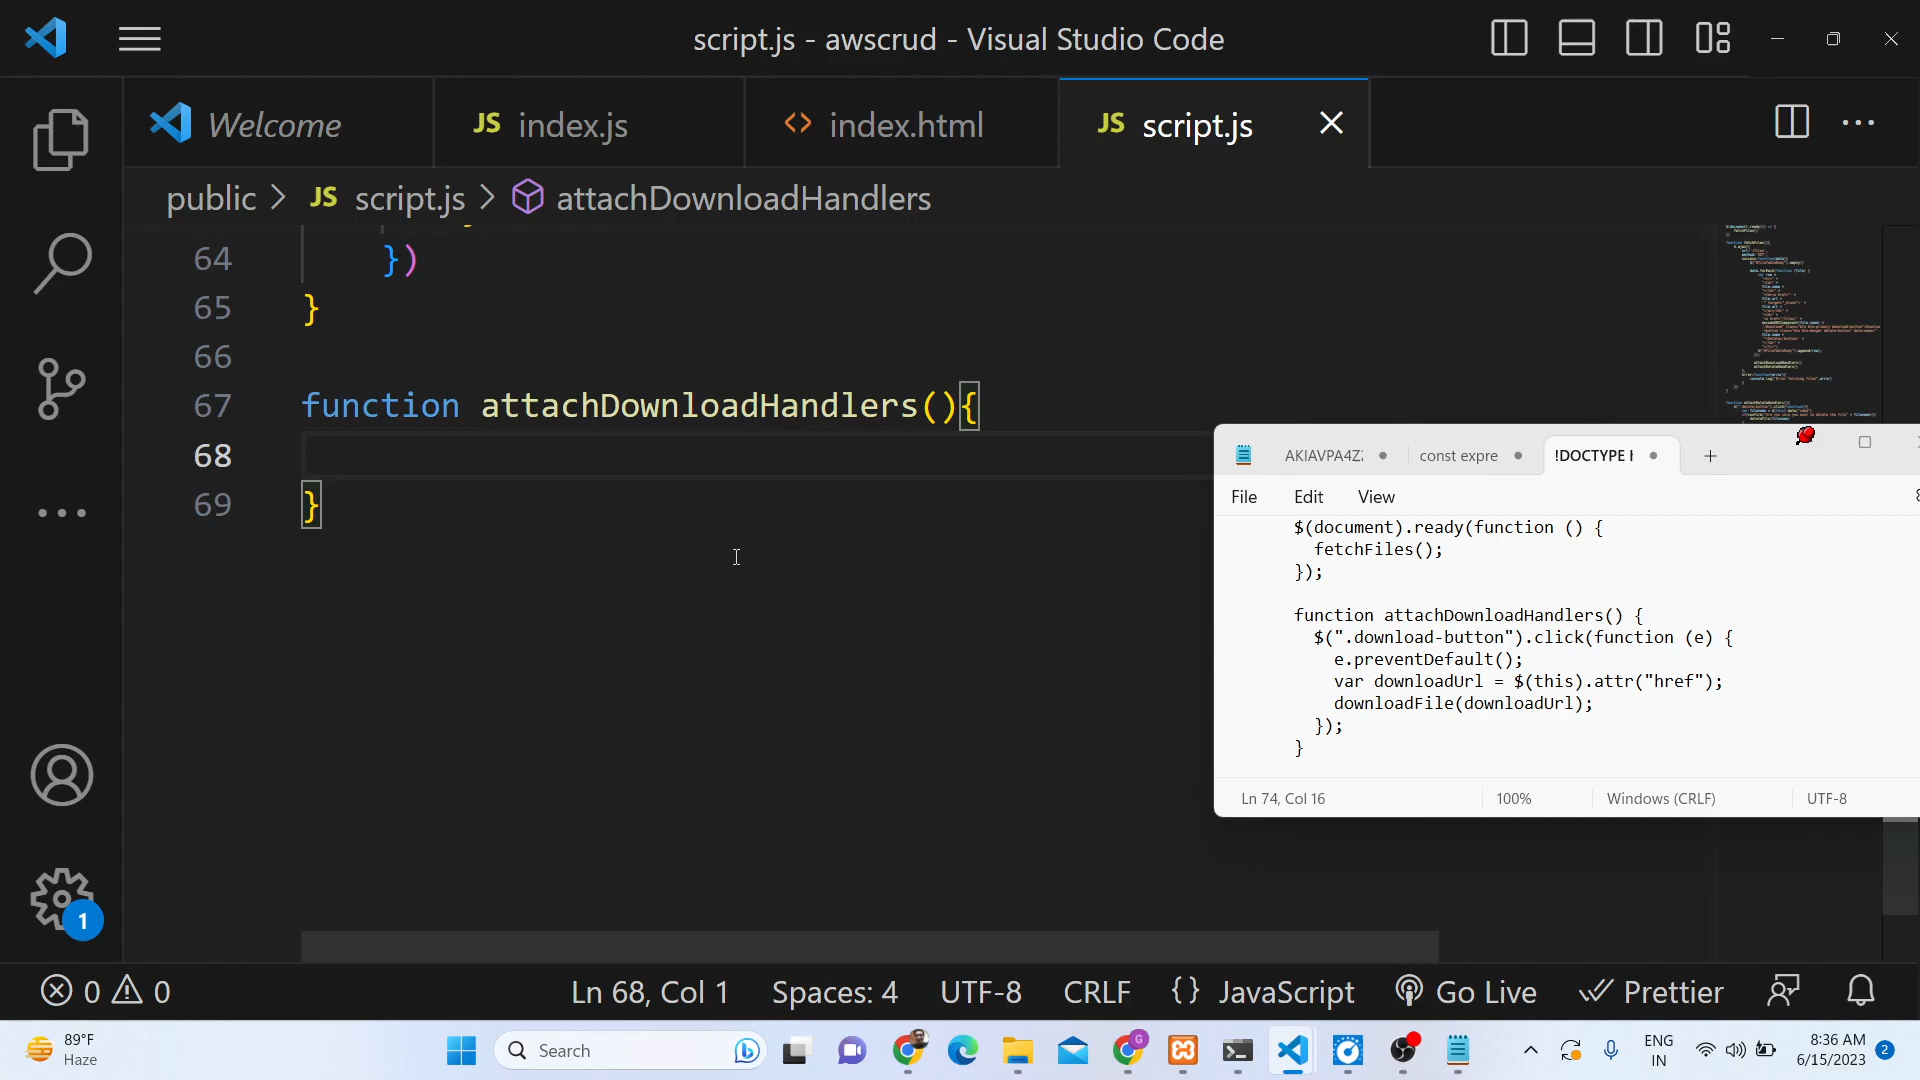 script.js - awscrud - Visual Studio Code
Welcome
JS index.js
<> index.html
JS script.js
public > JS script.js > attachDownloadHandlers
64 })
65 }
66
67 function attachDownloadHandlers(){
68
69 }
AKIAVPA4Z
const expre
!DOCTYPE
File Edit View
$(document).ready(function () {
fetchFiles();
});
function attachDownloadHandlers() {
$(".download-button").click(function (e) {
e.preventDefault();
var downloadUrl = $(this).attr("href");
downloadFile(downloadUrl);
});
}
Ln 74, Col 16
100%
Windows (CRLF)
UTF-8
1
0 0
Ln 68, Col 1
Spaces: 4
UTF-8
CRLF
{ } JavaScript
Go Live
Prettier
89°F
Haze
Search
G
ENG
IN
8:36 AM
6/15/2023
2